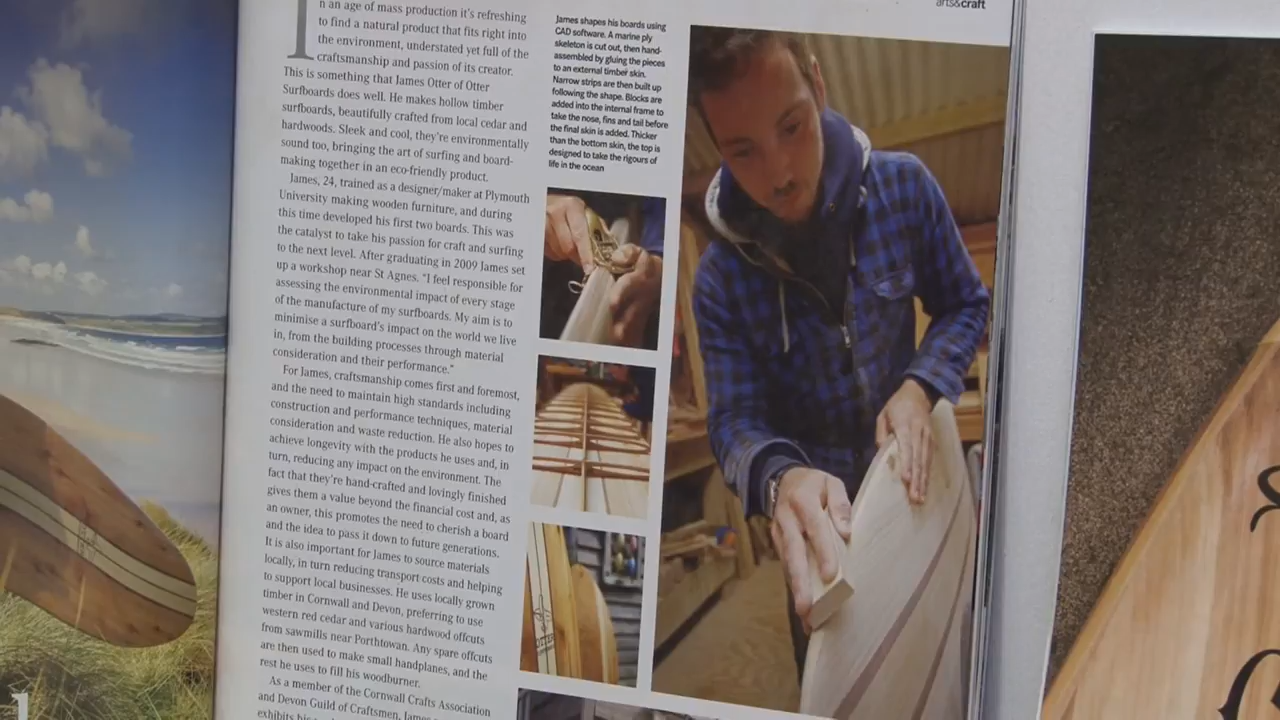 arts&craft
In an age of mass production it's refreshing
to find a natural product that fits right into
the environment, understated yet full of the
craftsmanship and passion of its creator.
This is something that James Otter of Otter
Surfboards does well. He makes hollow timber
surfboards, beautifully crafted from local cedar and
hardwoods. Sleek and cool, they're environmentally
sound too, bringing the art of surfing and board-
making together in an eco-friendly product.
James, 24, trained as a designer/maker at Plymouth
University making wooden furniture, and during
this time developed his first two boards. This was
the catalyst to take his passion for craft and surfing
to the next level. After graduating in 2009 James set
up a workshop near St Agnes. "I feel responsible for
assessing the environmental impact of every stage
of the manufacture of my surfboards. My aim is to
minimise a surfboard's impact on the world we live
in, from the building processes through material
consideration and their performance."
For James, craftsmanship comes first and foremost,
and the need to maintain high standards including
construction and performance techniques, material
consideration and waste reduction. He also hopes to
achieve longevity with the products he uses and, in
turn, reducing any impact on the environment. The
fact that they're hand-crafted and lovingly finished
gives them a value beyond the financial cost and, as
an owner, this promotes the need to cherish a board
and the idea to pass it down to future generations.
It is also important for James to source materials
locally, in turn reducing transport costs and helping
to support local businesses. He uses locally grown
timber in Cornwall and Devon, preferring to use
western red cedar and various hardwood offcuts
from sawmills near Porthtowan. Any spare offcuts
are then used to make small handplanes, and the
rest he uses to fill his woodburner.
As a member of the Cornwall Crafts Association
and Devon Guild of Craftsmen, James
exhibits his
James shapes his boards using
CAD software. A marine ply
skeleton is cut out, then hand-
assembled by gluing the pieces
to an external timber skin.
Narrow strips are then built up
following the shape. Blocks are
added into the internal frame to
take the nose, fins and tail before
the final skin is added. Thicker
than the bottom skin, the top is
designed to take the rigours of
life in the ocean
OTTER